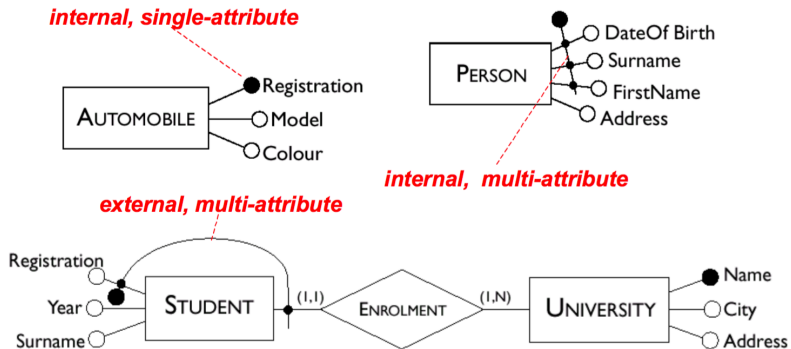 internal, single-attribute
Registration
AUTOMOBILE
Model
Colour
DateOf Birth
Surname
PERSON
FirstName
Address
internal, multi-attribute
external, multi-attribute
Registration
Year
Surname
STUDENT
(1,1)
ENROLMENT
(1,N)
UNIVERSITY
Name
City
Address